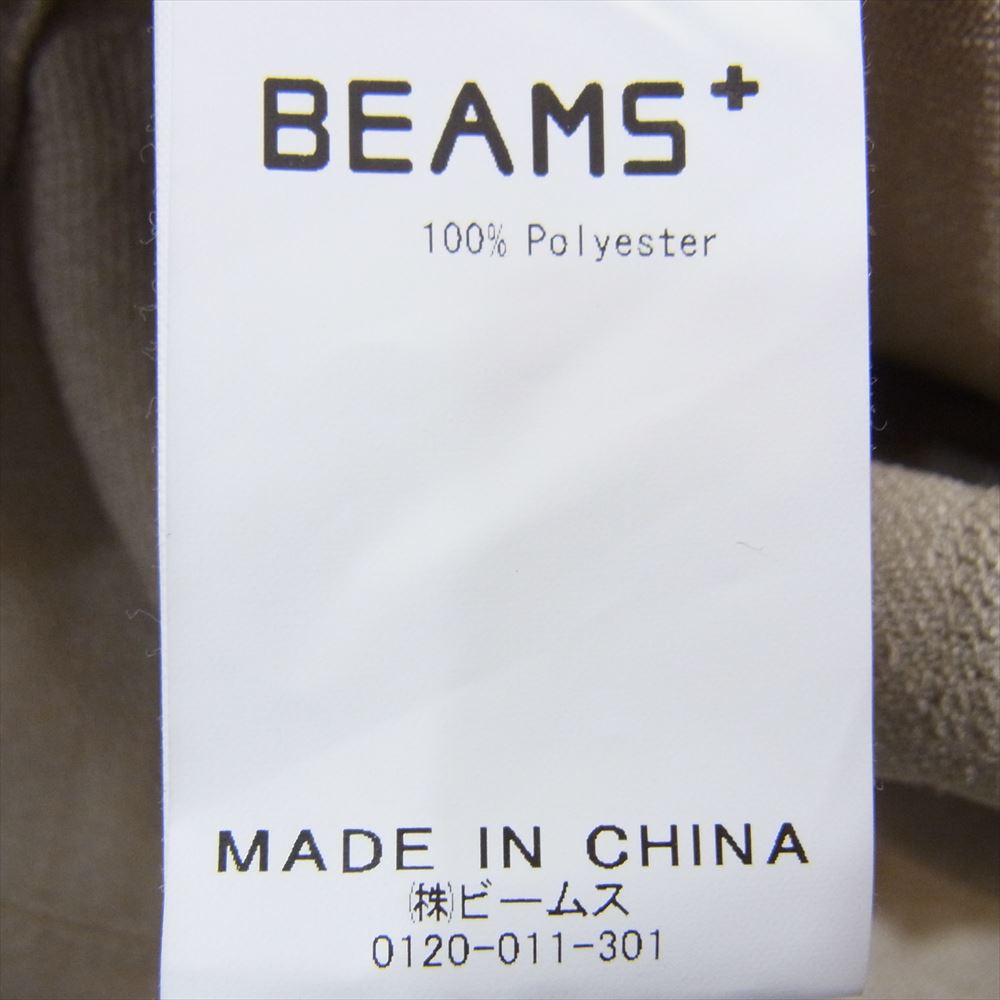 BEAMS+
100% Polyester
MADE IN CHINA
㈱ビームス
0120-011-301